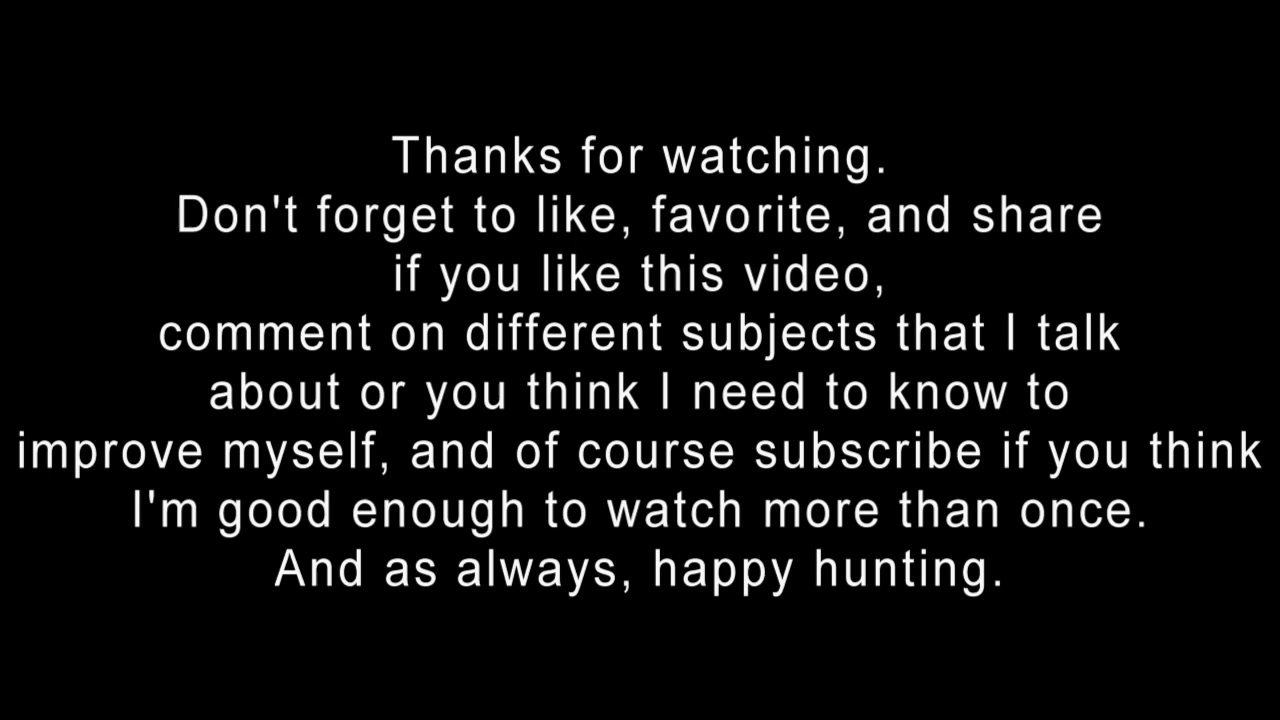 Thanks for watching.
Don't forget to like, favorite, and share
if you like this video,
comment on different subjects that I talk
about or you think I need to know to
improve myself, and of course subscribe if you think
I'm good enough to watch more than once.
And as always, happy hunting.